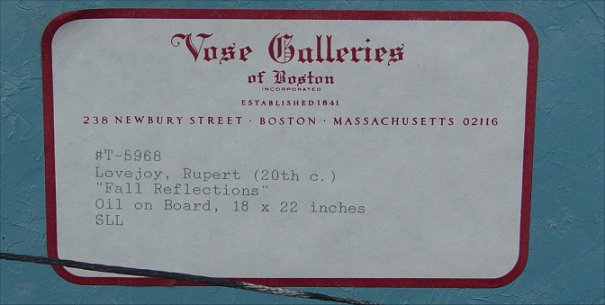 Vose Galleries
of Boston
INCORPORATED
ESTABLISHED 1841
238 NEWBURY STREET · BOSTON · MASSACHUSETTS 02116
#T-5968
Lovejoy, Rupert (20th c.)
"Fall Reflections"
Oil on Board, 18 x 22 inches
SLL